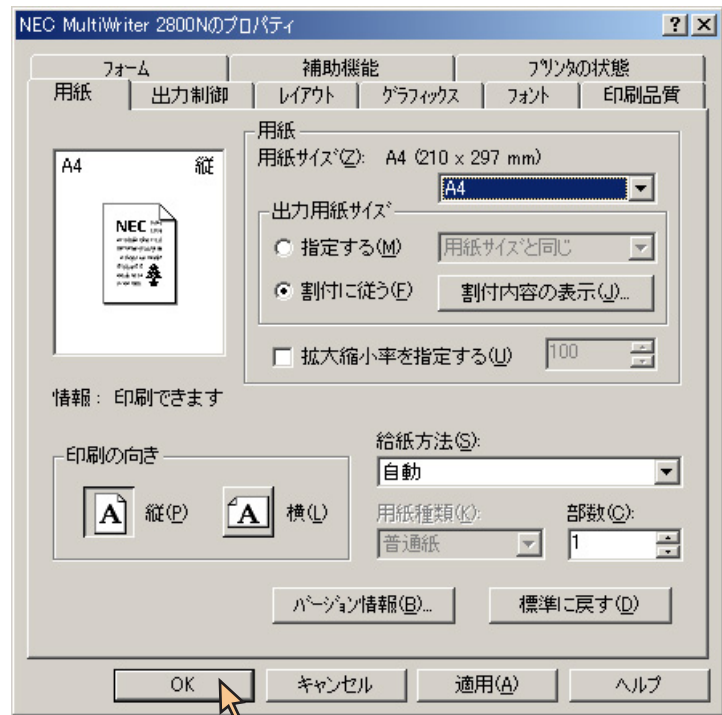 NEC MultiWriter 2800Nのプロパティ
フォーム 補助機能 プリンタの状態
用紙 出力制御 レイアウト グラフィックス フォント 印刷品質
A4 縦
NEC
用紙
用紙サイズ(Z): A4 (210 x 297 mm)
A4
出力用紙サイズ
指定する(M) 用紙サイズと同じ
割付に従う(F) 割付内容の表示(J)...
拡大縮小率を指定する(U) 100
情報: 印刷できます
印刷の向き
A 縦(P) A 横(L)
給紙方法(S):
自動
用紙種類(K): 部数(C):
普通紙 1
バージョン情報(B)... 標準に戻す(D)
OK キャンセル 適用(A) ヘルプ